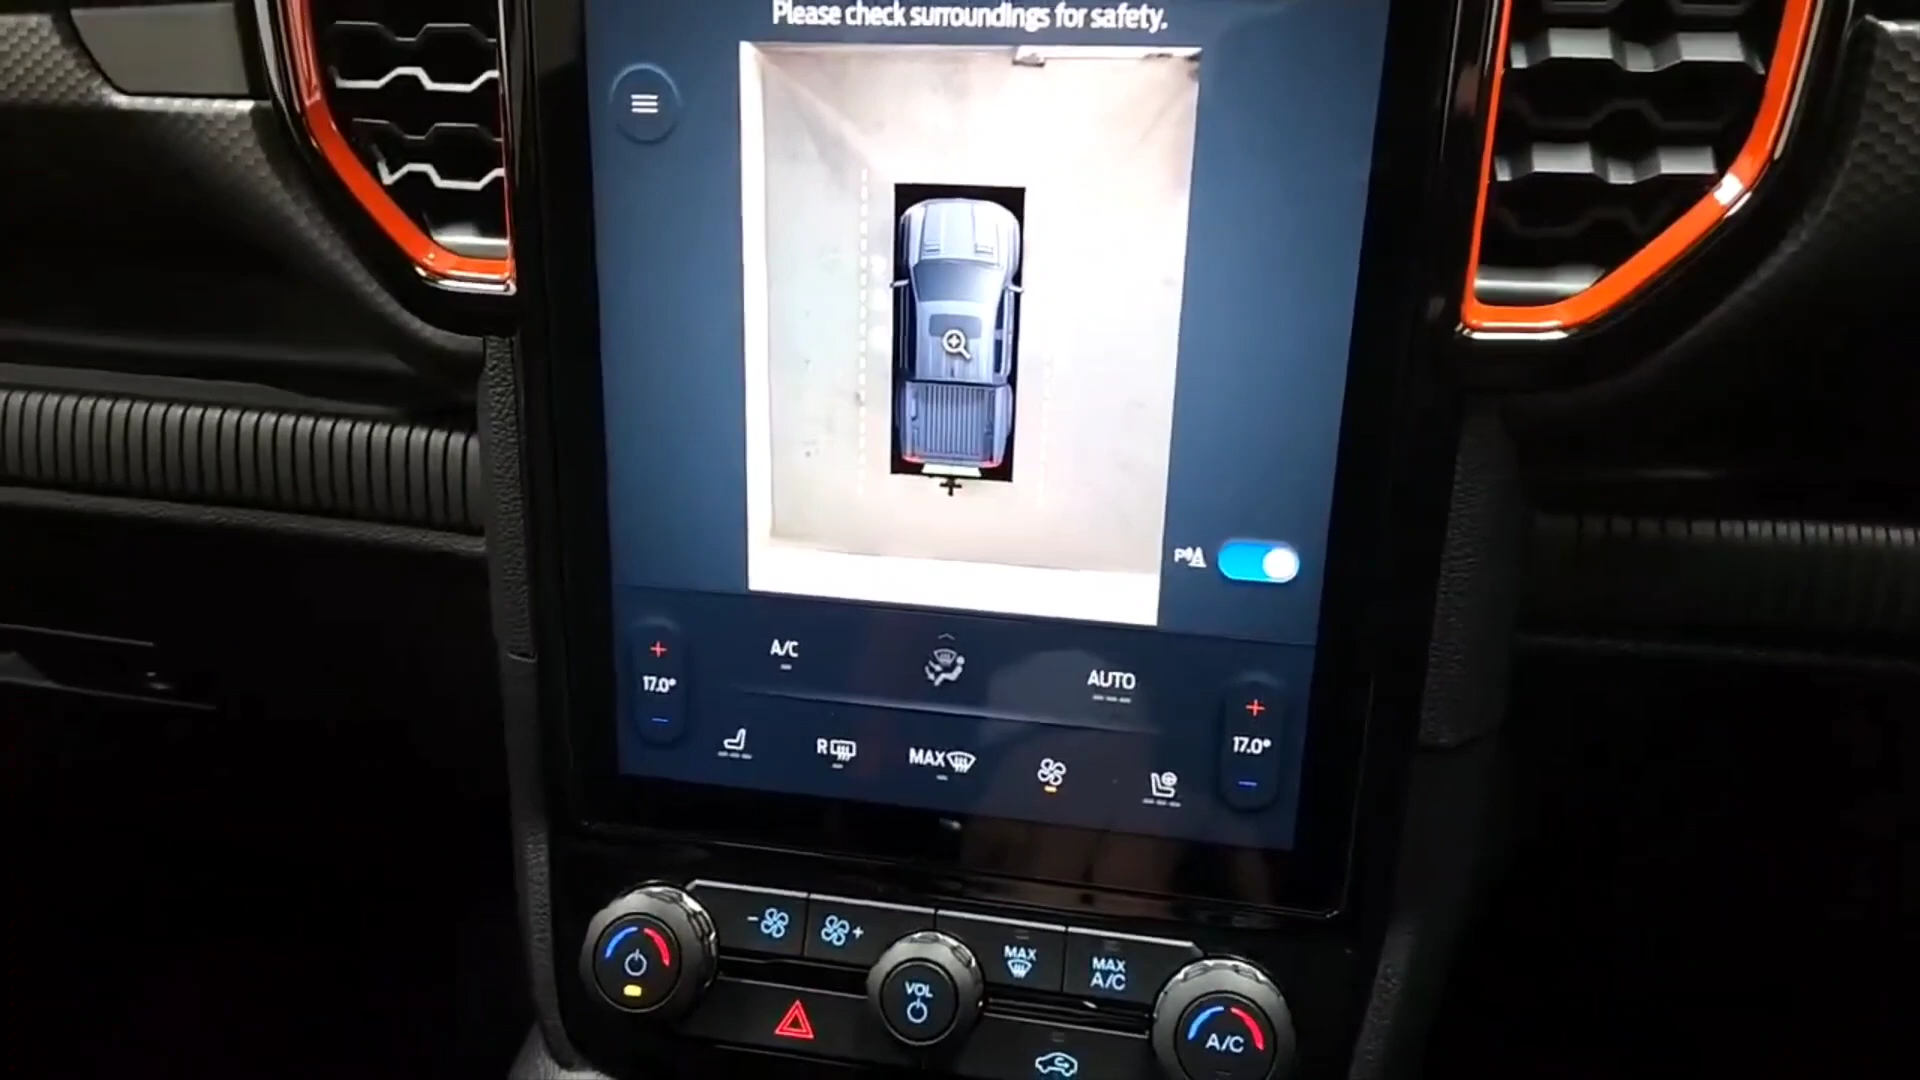 Please check surroundings for safety.
P
A/C
AUTO
17.0°
17.0°
R
MAX
VOL
MAX
MAX
A/C
A/C